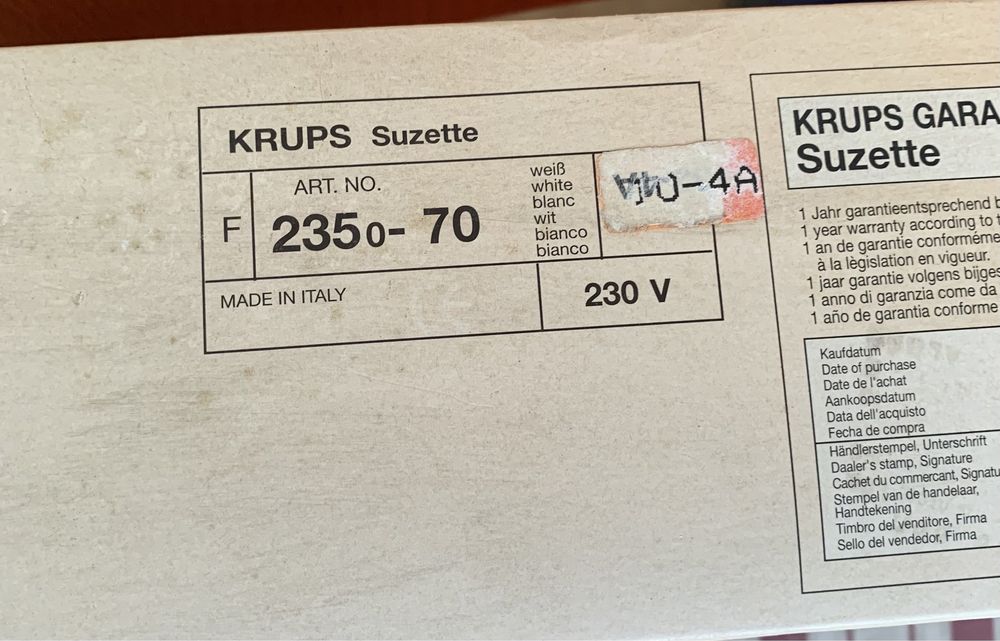 KRUPS Suzette
F
ART. NO.
2350-70
weiß
white
blanc
wit
bianco
bianco
-4A
MADE IN ITALY
230 V
KRUPS GARA
Suzette
1 Jahr garantieentsprechend
1 year warranty according to
1 an de garantie conforméme
à la lègislation en vigueur.
1 jaar garantie volgens bijges
1 anno di garanzia come da
1 año de garantia conforme
Kaufdatum
Date of purchase
Date de l'achat
Aankoopsdatum
Data dell'acquisto
Fecha de compra
Händlerstempel, Unterschrift
Daaler's stamp, Signature
Cachet du commercant, Signatu
Stempel van de handelaar,
Handtekening
Timbro del venditore, Firma
Sello del vendedor, Firma